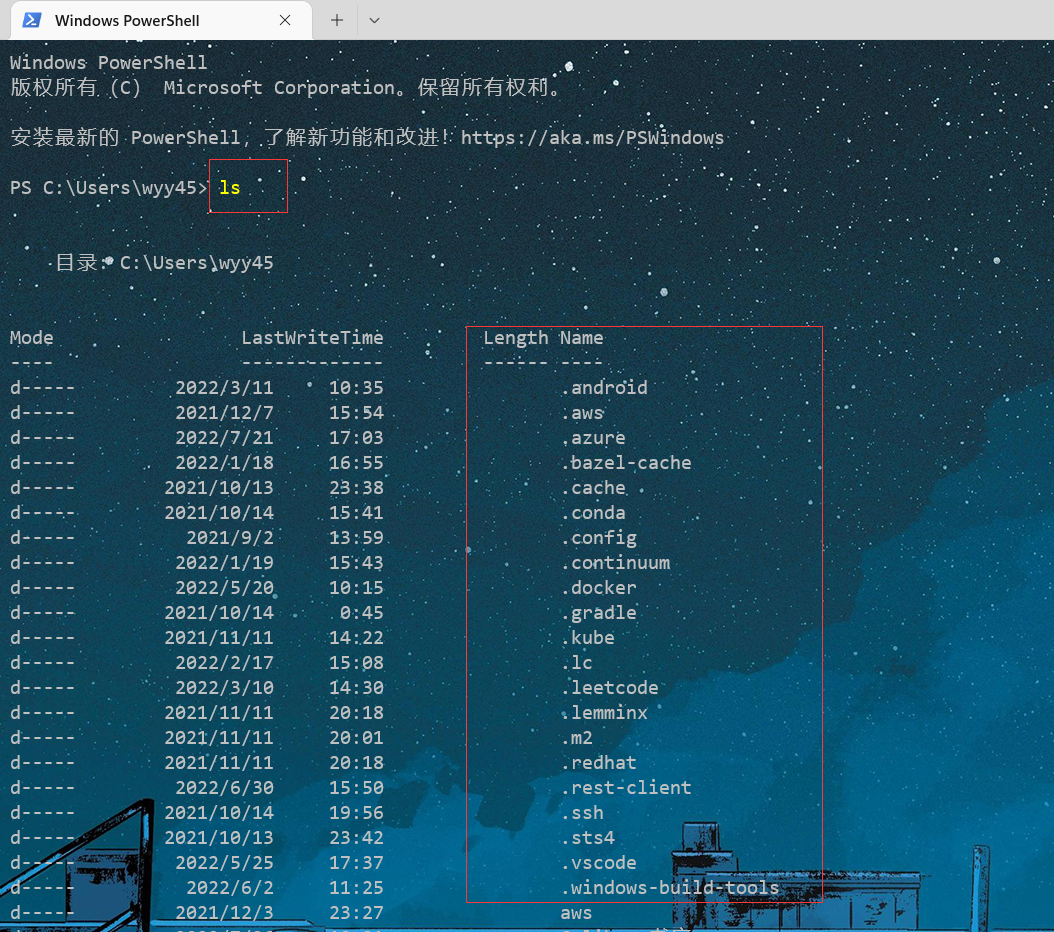 Windows PowerShell
Windows PowerShell
版权所有 (C) Microsoft Corporation。保留所有权利。
安装最新的 PowerShell，了解新功能和改进！https://aka.ms/PSWindows
PS C:\Users\wyy45> ls
目录: C:\Users\wyy45
Mode LastWriteTime Length Name
---- ------------- ------ ----
d----- 2022/3/11 10:35 .android
d----- 2021/12/7 15:54 .aws
d----- 2022/7/21 17:03 .azure
d----- 2022/1/18 16:55 .bazel-cache
d----- 2021/10/13 23:38 .cache
d----- 2021/10/14 15:41 .conda
d----- 2021/9/2 13:59 .config
d----- 2022/1/19 15:43 .continuum
d----- 2022/5/20 10:15 .docker
d----- 2021/10/14 0:45 .gradle
d----- 2021/11/11 14:22 .kube
d----- 2022/2/17 15:08 .lc
d----- 2022/3/10 14:30 .leetcode
d----- 2021/11/11 20:18 .lemminx
d----- 2021/11/11 20:01 .m2
d----- 2021/11/11 20:18 .redhat
d----- 2022/6/30 15:50 .rest-client
d----- 2021/10/14 19:56 .ssh
d----- 2021/10/13 23:42 .sts4
d----- 2022/5/25 17:37 .vscode
d----- 2022/6/2 11:25 .windows-build-tools
d----- 2021/12/3 23:27 aws